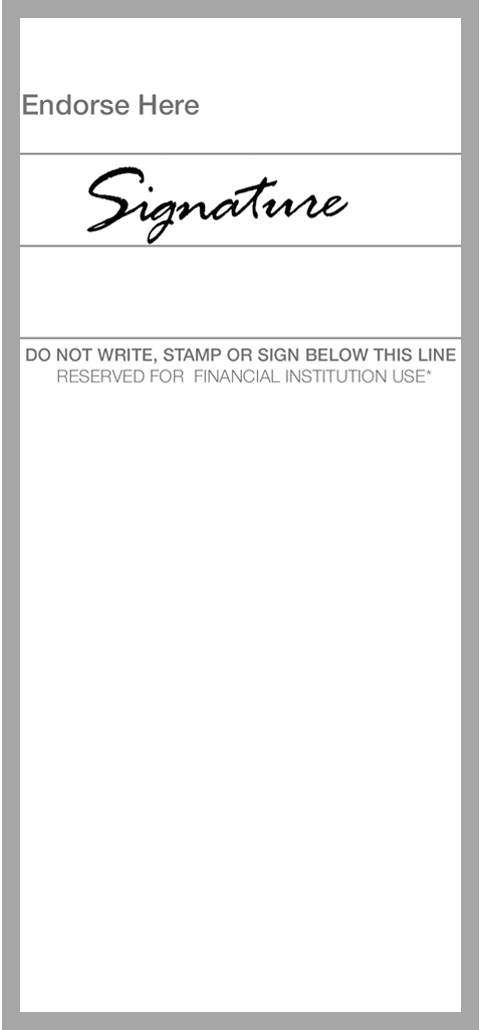 Endorse Here
Signature
DO NOT WRITE, STAMP OR SIGN BELOW THIS LINE
RESERVED FOR FINANCIAL INSTITUTION USE*